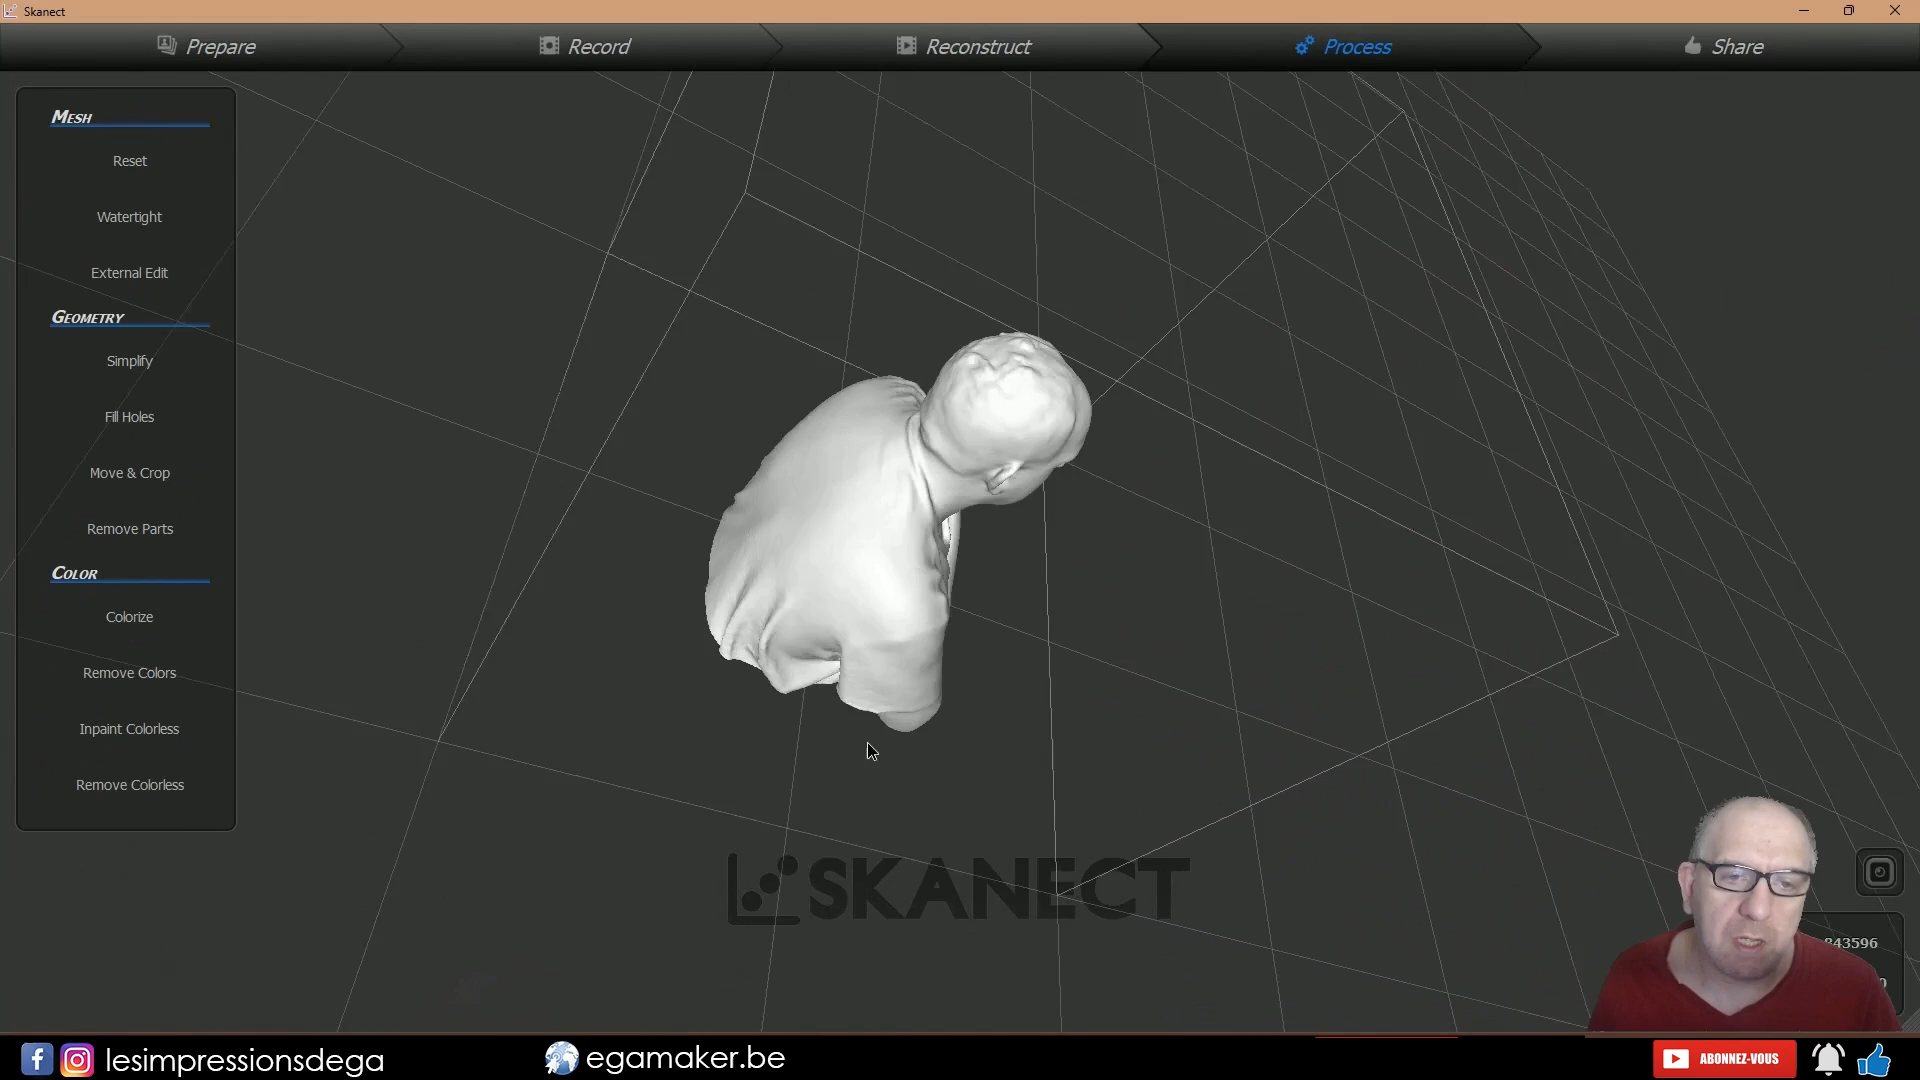 Skanect
Prepare
Record
Reconstruct
Process
Share
Mesh
Reset
Watertight
External Edit
Geometry
Simplify
Fill Holes
Move & Crop
Remove Parts
Color
Colorize
Remove Colors
Inpaint Colorless
Remove Colorless
SKANECT
843596
lesimpressionsdega
egamaker.be
ABONNEZ-VOUS